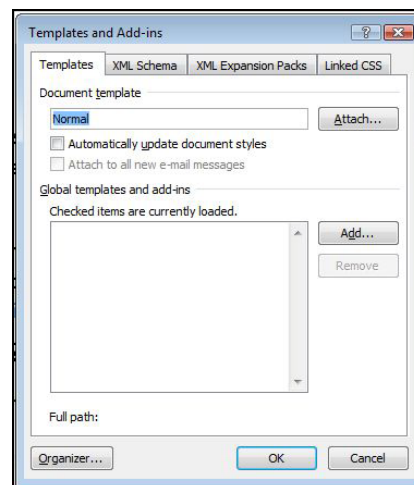 Templates and Add-ins
Templates XML Schema XML Expansion Packs Linked CSS
Document template
Normal Attach...
Automatically update document styles
Attach to all new e-mail messages
Global templates and add-ins
Checked items are currently loaded.
Add...
Remove
Full path:
Organizer... OK Cancel